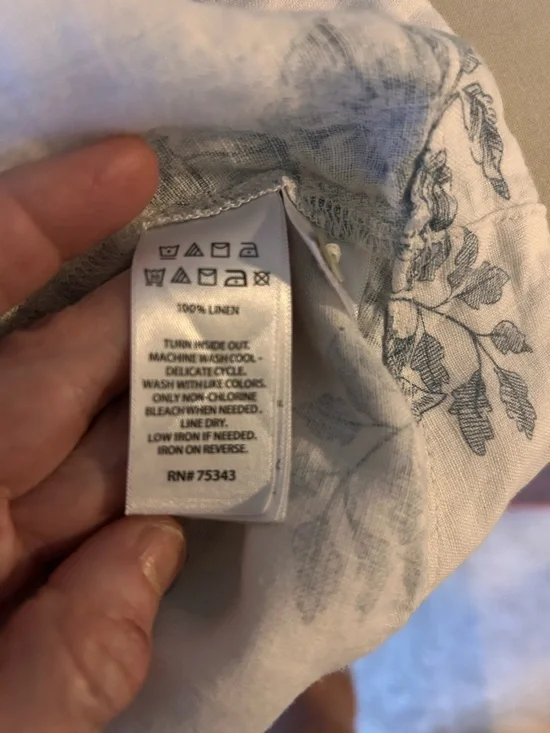 100% LINEN
TURN INSIDE OUT.
MACHINE WASH COOL -
DELICATE CYCLE.
WASH WITH LIKE COLORS.
ONLY NON-CHLORINE
BLEACH WHEN NEEDED.
LINE DRY.
LOW IRON IF NEEDED.
IRON ON REVERSE.
RN# 75343